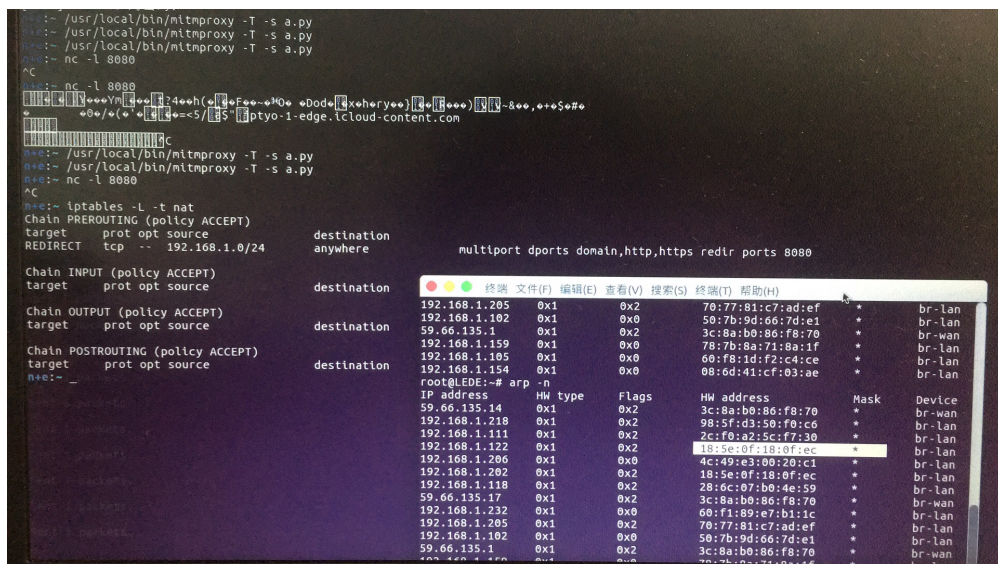 /usr/local/bin/mitmproxy -T -s a.py
:~ /usr/local/bin/mitmproxy -T -s a.py
:~ /usr/local/bin/mitmproxy -T -s a.py
:~ nc -l 8080
^C
:~ nc -l 8080
ptyo-1-edge.icloud-content.com
^C
n+e:~ /usr/local/bin/mitmproxy -T -s a.py
n+e:~ /usr/local/bin/mitmproxy -T -s a.py
n+e:~ nc -l 8080
^C
n+e:~ iptables -L -t nat
Chain PREROUTING (policy ACCEPT)
target prot opt source destination
REDIRECT tcp -- 192.168.1.0/24 anywhere multiport dports domain,http,https redir ports 8080
Chain INPUT (policy ACCEPT)
target prot opt source destination
Chain OUTPUT (policy ACCEPT)
target prot opt source destination
Chain POSTROUTING (policy ACCEPT)
target prot opt source destination
n+e:~ _
终端 文件(F) 编辑(E) 查看(V) 搜索(S) 终端(T) 帮助(H)
192.168.1.205 0x1 0x2 70:77:81:c7:ad:ef * br-lan
192.168.1.102 0x1 0x0 50:7b:9d:66:7d:e1 * br-lan
59.66.135.1 0x1 0x2 3c:8a:b0:86:f8:70 * br-wan
192.168.1.159 0x1 0x0 78:7b:8a:71:8a:1f * br-lan
192.168.1.105 0x1 0x0 60:f8:1d:f2:c4:ce * br-lan
192.168.1.154 0x1 0x0 08:6d:41:cf:03:ae * br-lan
root@LEDE:~# arp -n
IP address HW type Flags HW address Mask Device
59.66.135.14 0x1 0x2 3c:8a:b0:86:f8:70 * br-wan
192.168.1.218 0x1 0x2 98:5f:d3:50:f0:c6 * br-lan
192.168.1.111 0x1 0x2 2c:f0:a2:5c:f7:30 * br-lan
192.168.1.122 0x1 0x2 18:5e:0f:18:0f:ec * br-lan
192.168.1.206 0x1 0x0 4c:49:e3:00:20:c1 * br-lan
192.168.1.202 0x1 0x2 18:5e:0f:18:0f:ec * br-lan
192.168.1.118 0x1 0x2 28:6c:07:b0:4e:59 * br-lan
59.66.135.17 0x1 0x2 3c:8a:b0:86:f8:70 * br-wan
192.168.1.232 0x1 0x0 60:f1:89:e7:b1:1c * br-lan
192.168.1.205 0x1 0x2 70:77:81:c7:ad:ef * br-lan
192.168.1.102 0x1 0x0 50:7b:9d:66:7d:e1 * br-lan
59.66.135.1 0x1 0x2 3c:8a:b0:86:f8:70 * br-wan